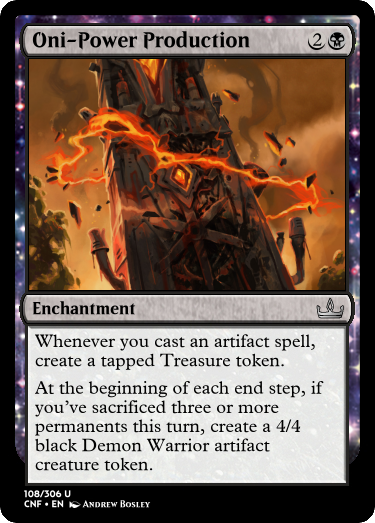 Oni-Power Production 2
Enchantment
Whenever you cast an artifact spell,
create a tapped Treasure token.
At the beginning of each end step, if
you've sacrificed three or more
permanents this turn, create a 4/4
black Demon Warrior artifact
creature token.
108/306 U
CNF • EN Andrew Bosley